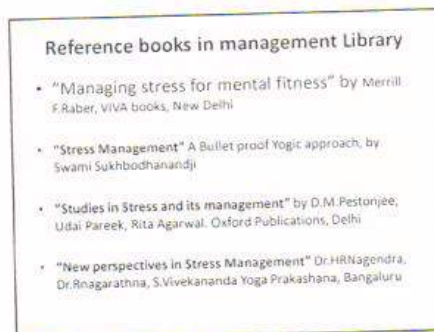 Reference books in management Library
• "Managing stress for mental fitness" by Merrill
F.Raber, VIVA books, New Delhi
• "Stress Management" A Bullet proof Yogic approach, by
Swami Sukhbodhanandji
• "Studies in Stress and its management" by D.M.Pestonjee,
Udai Pareek, Rita Agarwal. Oxford Publications, Delhi
• "New perspectives in Stress Management" Dr.HRNagendra,
Dr.Rnagarathna, S.Vivekananda Yoga Prakashana, Bangaluru